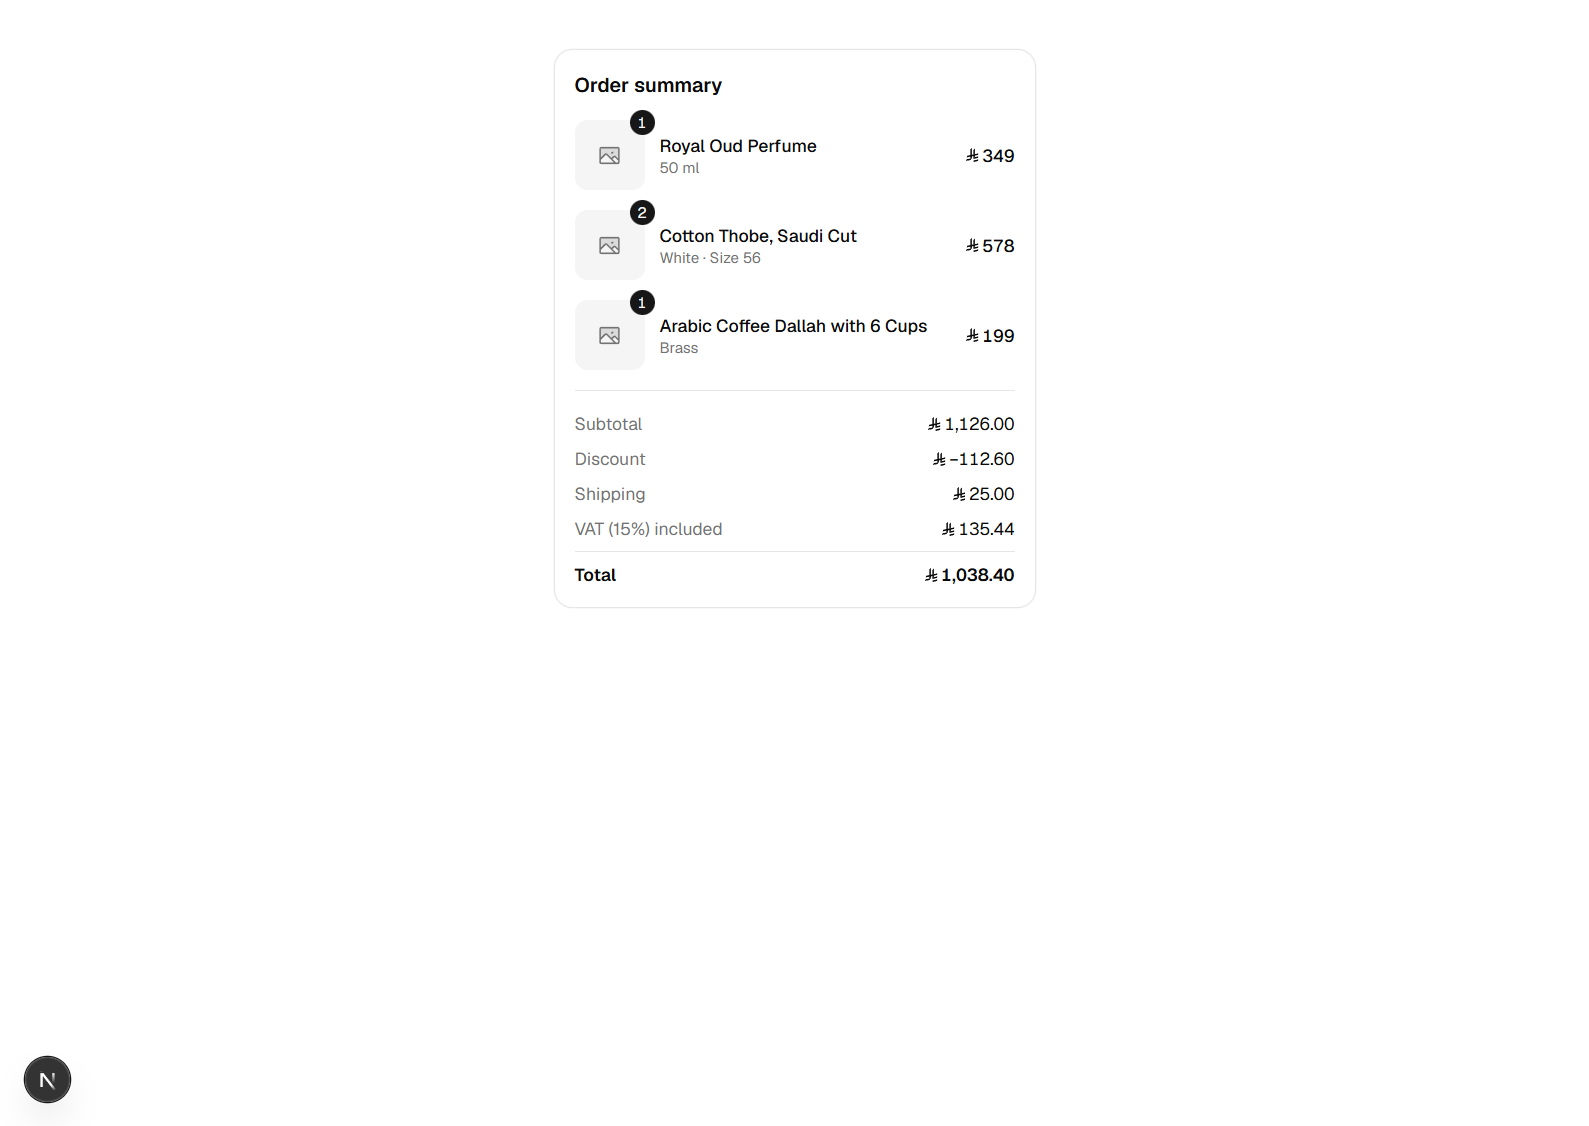 Order summary
1
Royal Oud Perfume
50 ml
⃁ 349
2
Cotton Thobe, Saudi Cut
White · Size 56
⃁ 578
1
Arabic Coffee Dallah with 6 Cups
Brass
⃁ 199
Subtotal ⃁ 1,126.00
Discount ⃁ −112.60
Shipping ⃁ 25.00
VAT (15%) included ⃁ 135.44
Total ⃁ 1,038.40
N